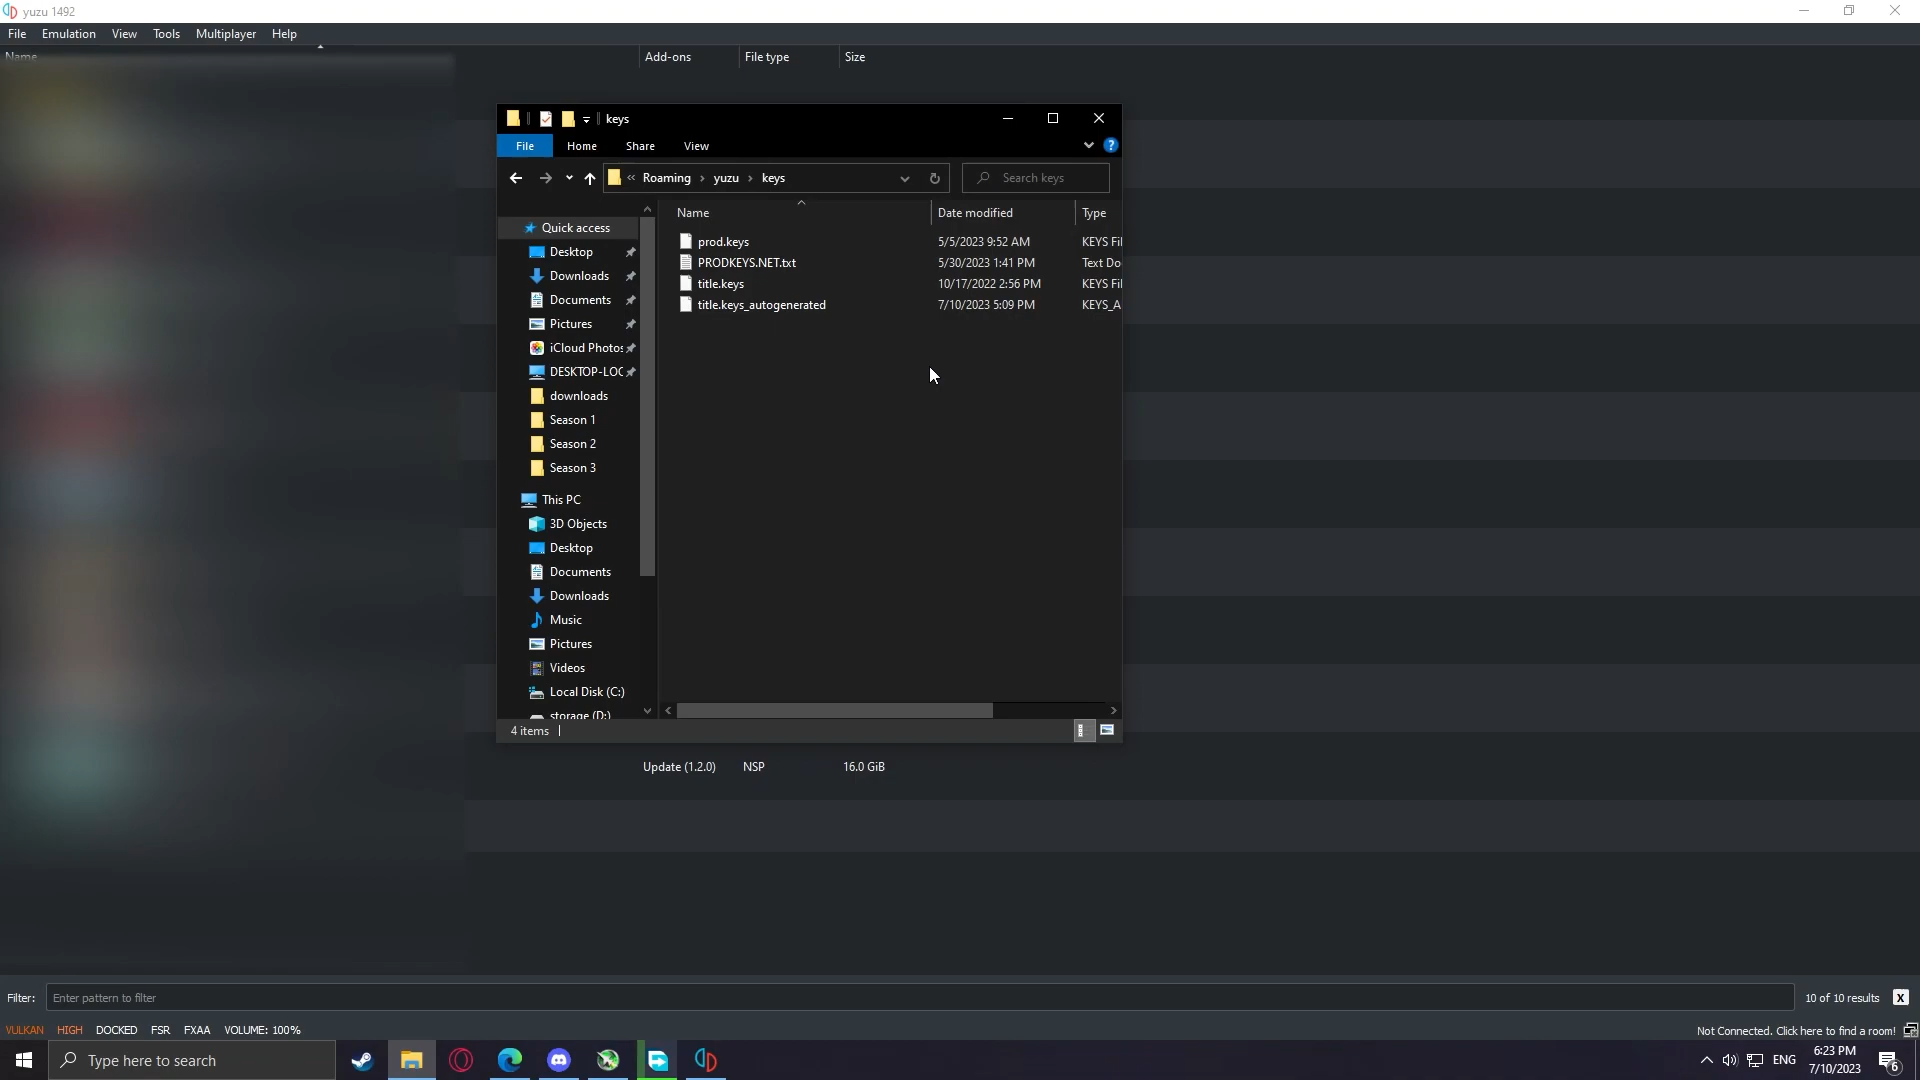 yuzu 1492
File Emulation View Tools Multiplayer Help
Name Add-ons File type Size
keys
File Home Share View ?
« Roaming › yuzu › keys Search keys
Name Date modified Type
Quick access
Desktop
Downloads
Documents
Pictures
iCloud Photos
DESKTOP-LOC
downloads
Season 1
Season 2
Season 3
This PC
3D Objects
Desktop
Documents
Downloads
Music
Pictures
Videos
Local Disk (C:)
storage (D:)
prod.keys 5/5/2023 9:52 AM KEYS Fil
PRODKEYS.NET.txt 5/30/2023 1:41 PM Text Do
title.keys 10/17/2022 2:56 PM KEYS Fil
title.keys_autogenerated 7/10/2023 5:09 PM KEYS_A
4 items
Update (1.2.0) NSP 16.0 GiB
Filter: Enter pattern to filter 10 of 10 results X
VULKAN HIGH DOCKED FSR FXAA VOLUME: 100% Not Connected. Click here to find a room!
Type here to search ENG 6:23 PM
7/10/2023 6